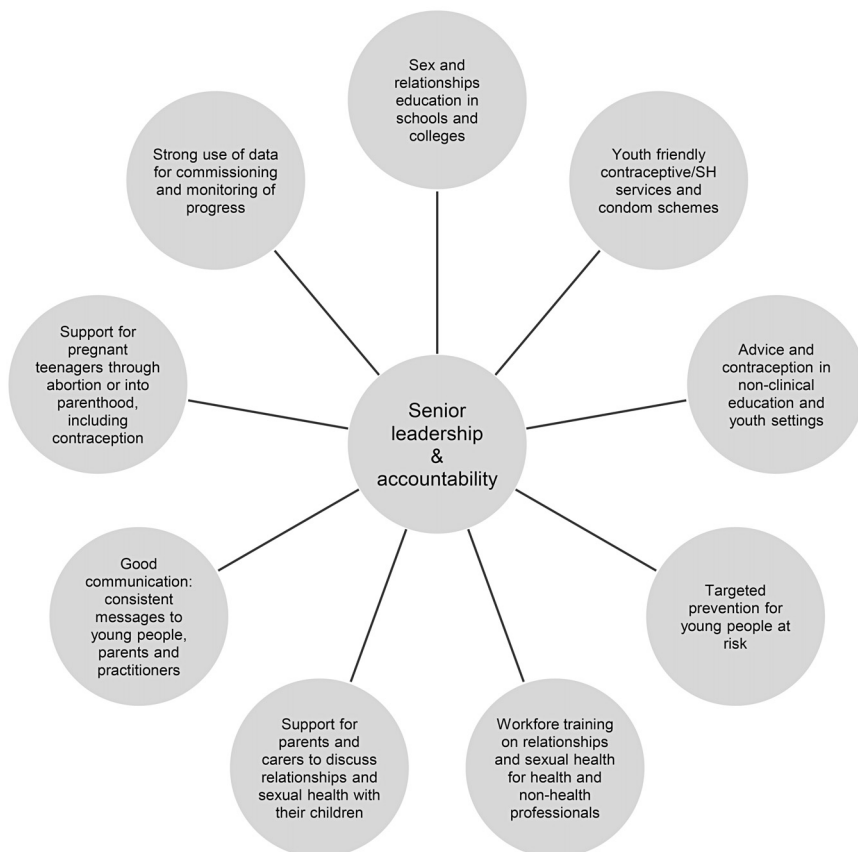 Sex and
relationships
education in
schools and
colleges
Youth friendly
contraceptive/SH
services and
condom schemes
Advice and
contraception in
non-clinical
education and
youth settings
Targeted
prevention for
young people at
risk
Workfore training
on relationships
and sexual health
for health and
non-health
professionals
Support for
parents and
carers to discuss
relationships and
sexual health with
their children
Good
communication:
consistent
messages to
young people,
parents and
practitioners
Support for
pregnant
teenagers through
abortion or into
parenthood,
including
contraception
Strong use of data
for commissioning
and monitoring of
progress
Senior
leadership
&
accountability